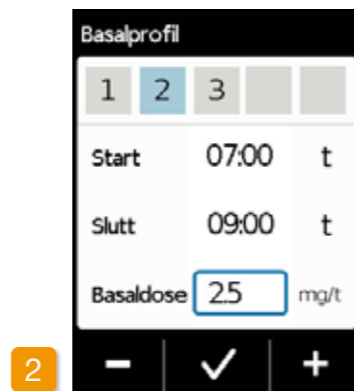 Basalprofil
1 2 3
Start 07:00 t
Slutt 09:00 t
Basaldose 2.5 mg/t
2 - ✓ +